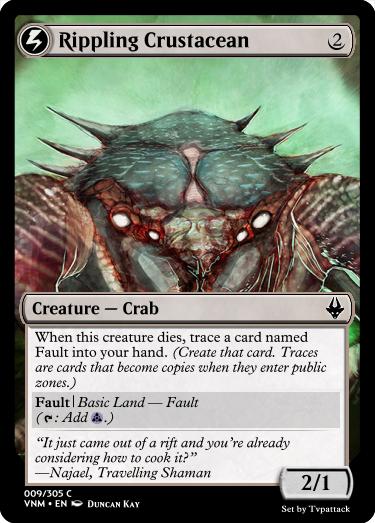 Rippling Crustacean 2
Creature — Crab
When this creature dies, trace a card named
Fault into your hand. (Create that card. Traces
are cards that become copies when they enter public
zones.)
Fault | Basic Land — Fault
(: Add .)
"It just came out of a rift and you're already
considering how to cook it?"
—Najael, Travelling Shaman
2/1
009/305 C
VNM • EN Duncan Kay
Set by Tvpattack